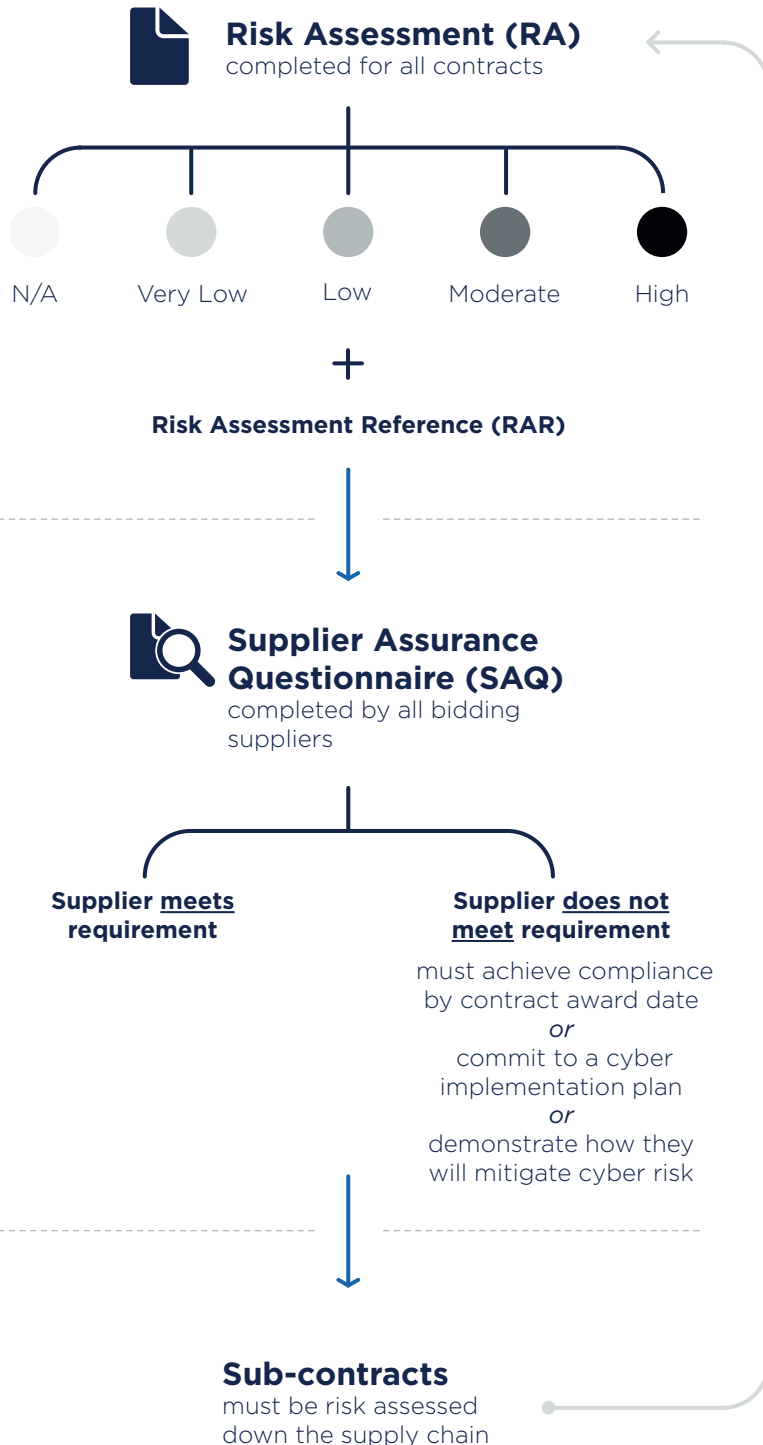 Risk Assessment (RA)
completed for all contracts
N/A
Very Low
Low
Moderate
High
+
Risk Assessment Reference (RAR)
Supplier Assurance
Questionnaire (SAQ)
completed by all bidding
suppliers
Supplier meets
requirement
Supplier does not
meet requirement
must achieve compliance
by contract award date
or
commit to a cyber
implementation plan
or
demonstrate how they
will mitigate cyber risk
Sub-contracts
must be risk assessed
down the supply chain